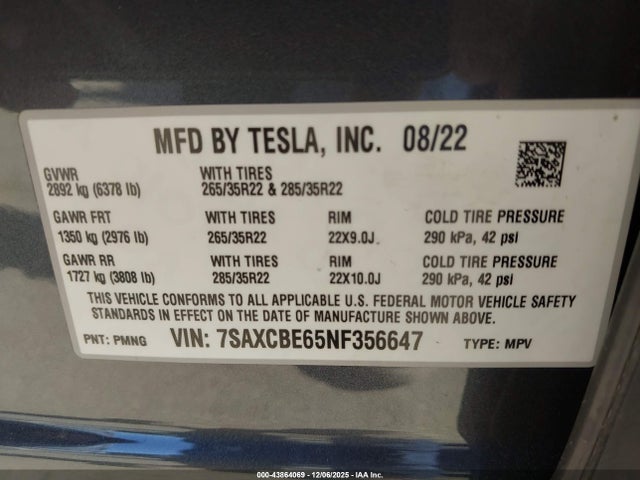 MFD BY TESLA, INC. 08/22
GVWR WITH TIRES
2892 kg (6378 lb) 265/35R22 & 285/35R22
GAWR FRT WITH TIRES RIM COLD TIRE PRESSURE
1350 kg (2976 lb) 265/35R22 22X9.0J 290 kPa, 42 psi
GAWR RR WITH TIRES RIM COLD TIRE PRESSURE
1727 kg (3808 lb) 285/35R22 22X10.0J 290 kPa, 42 psi
THIS VEHICLE CONFORMS TO ALL APPLICABLE U.S. FEDERAL MOTOR VEHICLE SAFETY
STANDARDS IN EFFECT ON THE DATE OF MANUFACTURE SHOWN ABOVE.
PNT: PMNG VIN: 7SAXCBE65NF356647 TYPE: MPV
000-43864069 - 12/06/2025 - IAA Inc.